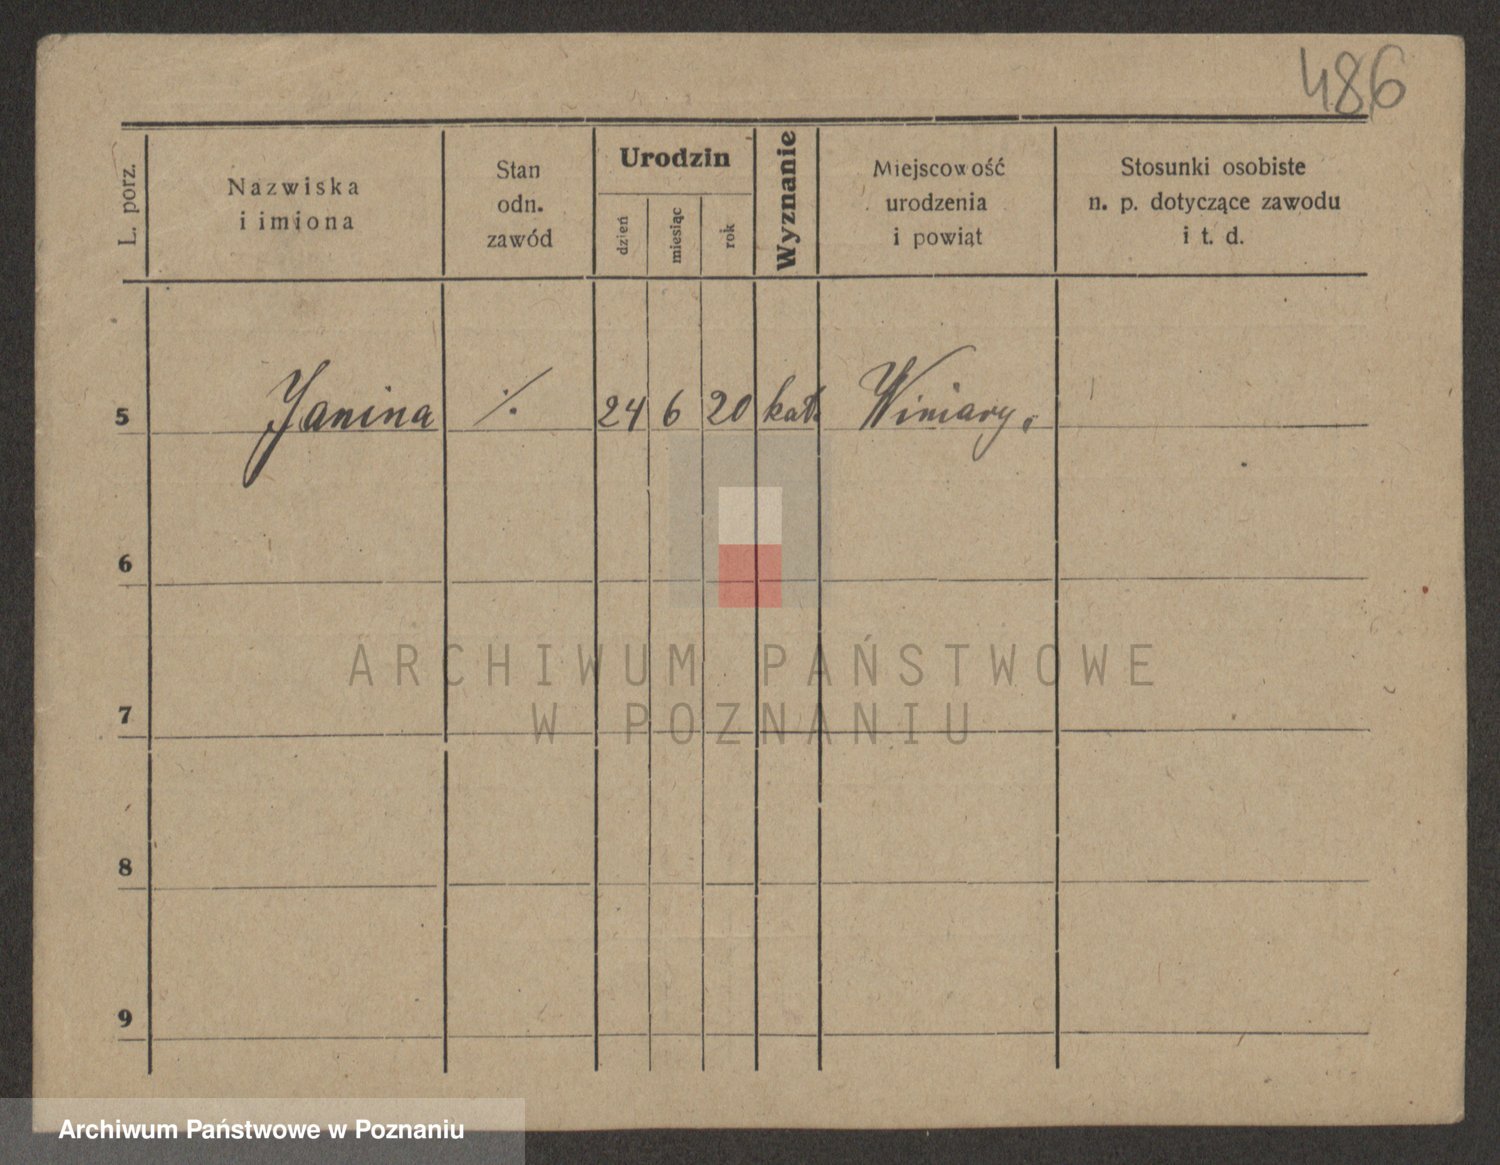 486
L. porz.
Nazwiska
i imiona
Stan
odn.
zawód
Urodzin
dzień
miesiąc
rok
Wyznanie
Miejscowość
urodzenia
i powiąt
Stosunki osobiste
n. p. dotyczące zawodu
i t. d.
5 Janina ./. 24 6 20 kat. Winiary.
6
7
8
9
ARCHIWUM PAŃSTWOWE
W POZNANIU
Archiwum Państwowe w Poznaniu